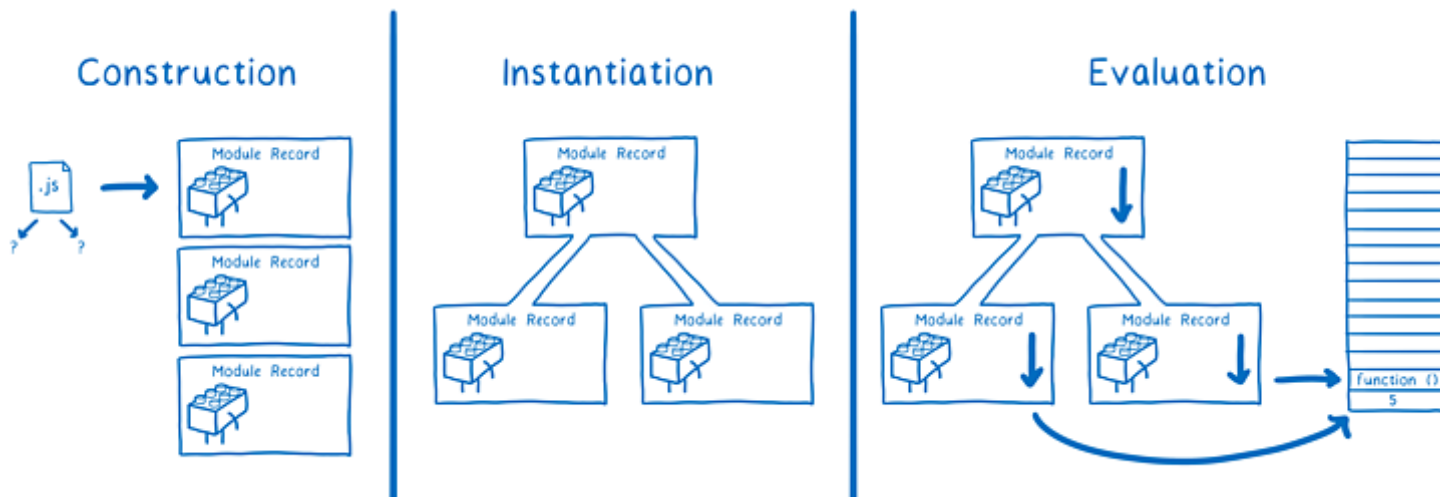 Construction
.js
?
?
Module Record
Module Record
Module Record
Instantiation
Module Record
Module Record
Module Record
Evaluation
Module Record
Module Record
Module Record
function ()
5